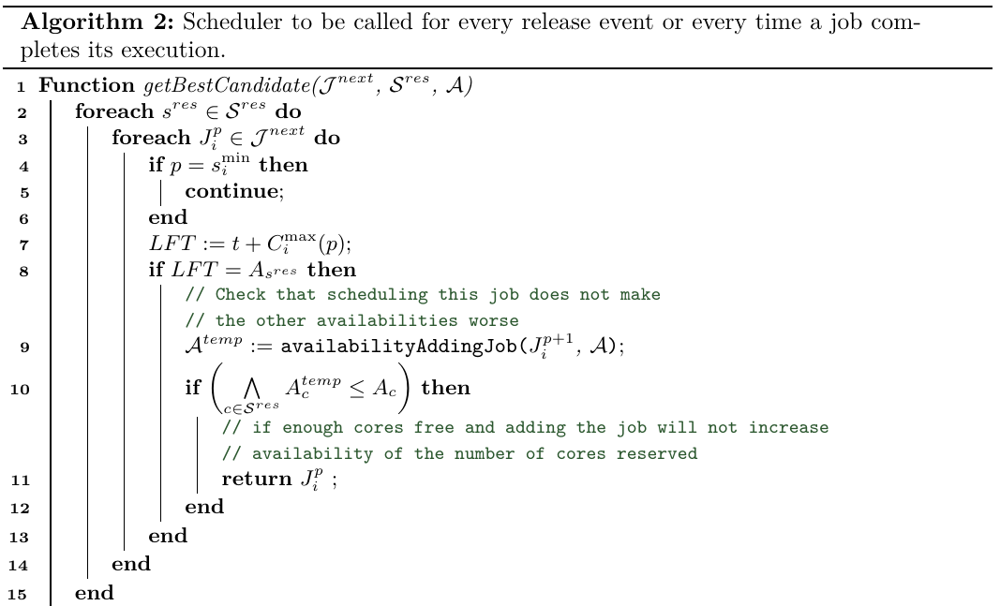 Algorithm 2: Scheduler to be called for every release event or every time a job com-
pletes its execution.
1 Function getBestCandidate(𝒥^{next}, 𝒮^{res}, 𝒜)
2 foreach s^{res} ∈ 𝒮^{res} do
3 foreach J_i^p ∈ 𝒥^{next} do
4 if p = s_i^{min} then
5 continue;
6 end
7 LFT := t + C_i^{max}(p);
8 if LFT = A_{s^{res}} then
// Check that scheduling this job does not make
// the other availabilities worse
9 𝒜^{temp} := availabilityAddingJob(J_i^{p+1}, 𝒜);
10 if (⋀_{c∈𝒮^{res}} A_c^{temp} ≤ A_c) then
// if enough cores free and adding the job will not increase
// availability of the number of cores reserved
11 return J_i^p ;
12 end
13 end
14 end
15 end